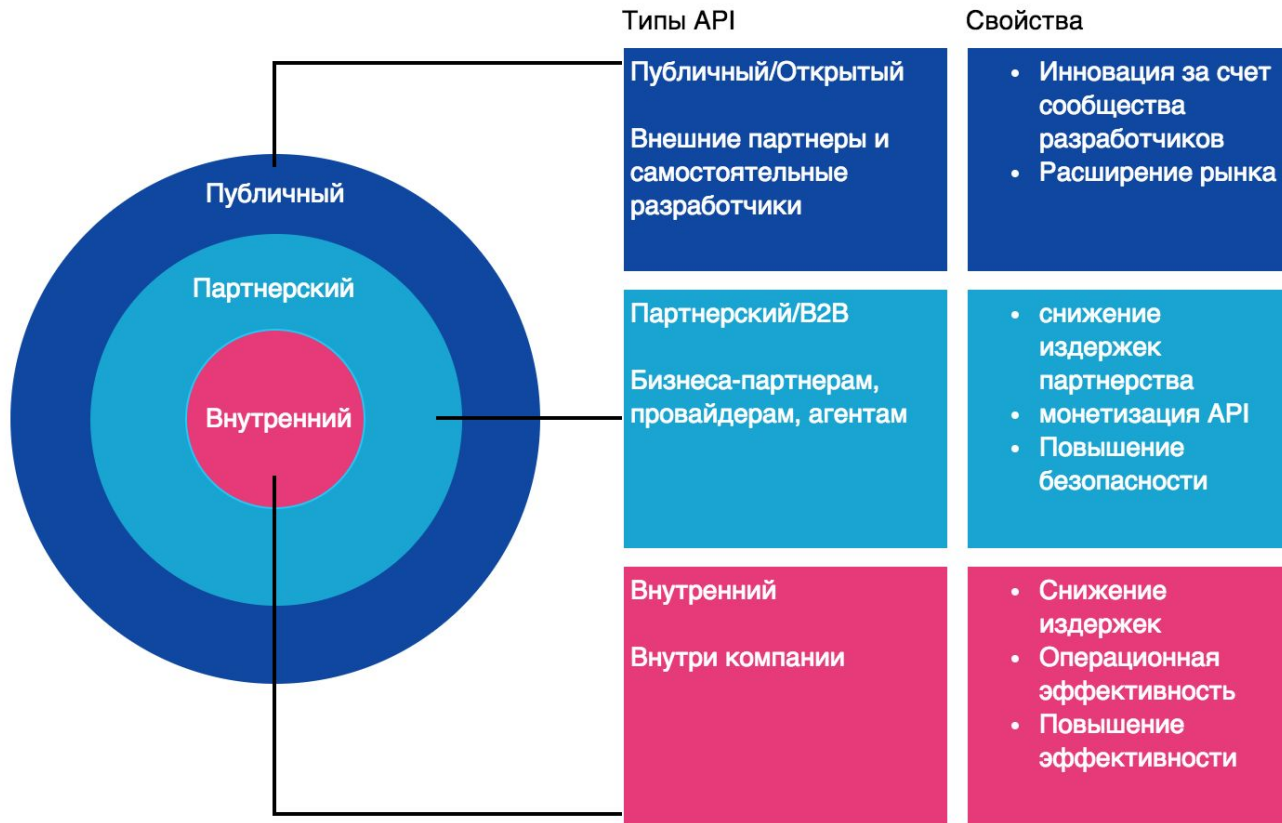 Типы API
Свойства
Публичный
Партнерский
Внутренний
Публичный/Открытый
Внешние партнеры и
самостоятельные
разработчики
• Инновация за счет
сообщества
разработчиков
• Расширение рынка
Партнерский/B2B
Бизнеса-партнерам,
провайдерам, агентам
• снижение
издержек
партнерства
• монетизация API
• Повышение
безопасности
Внутренний
Внутри компании
• Снижение
издержек
• Операционная
эффективность
• Повышение
эффективности